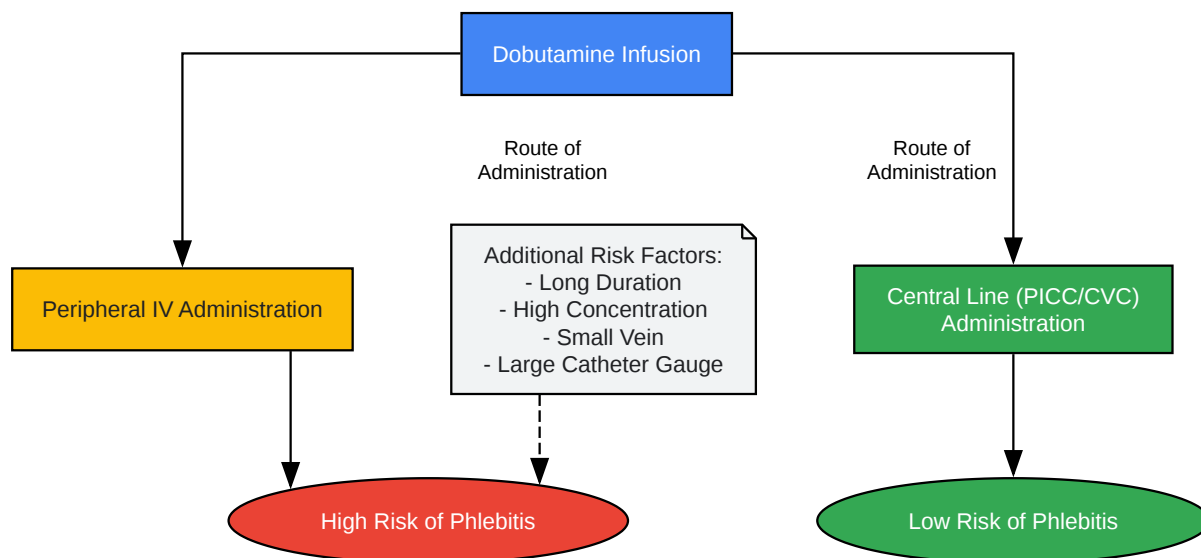 Dobutamine Infusion
Route of
Administration
Route of
Administration
Additional Risk Factors:
- Long Duration
- High Concentration
- Small Vein
- Large Catheter Gauge
Peripheral IV Administration
Central Line (PICC/CVC)
Administration
High Risk of Phlebitis
Low Risk of Phlebitis